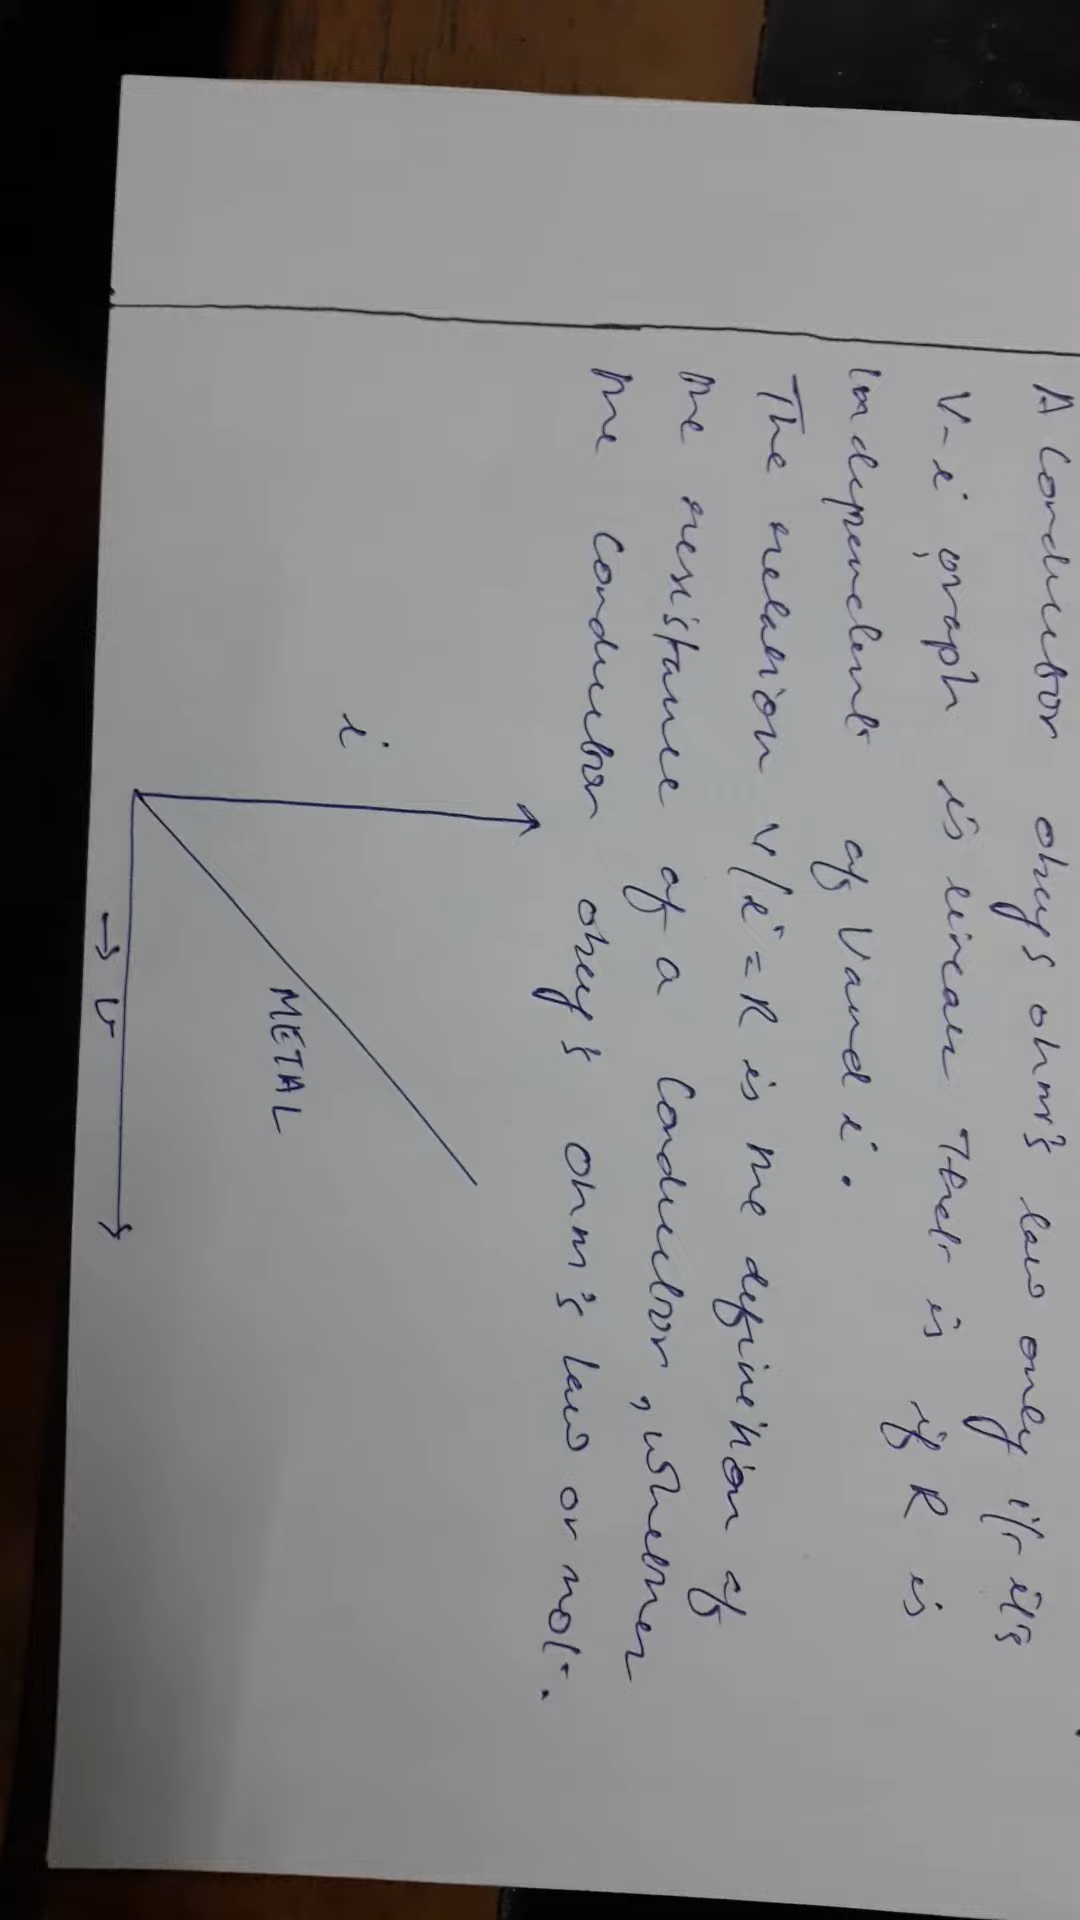 A Conductor obeys ohm's law only if it's
V-i graph is linear That is if R is
independent of V and i.
The relation V/i = R is the definition of
the resistance of a Conductor, whether
the conductor obey's ohm's law or not.
i
METAL
→ V